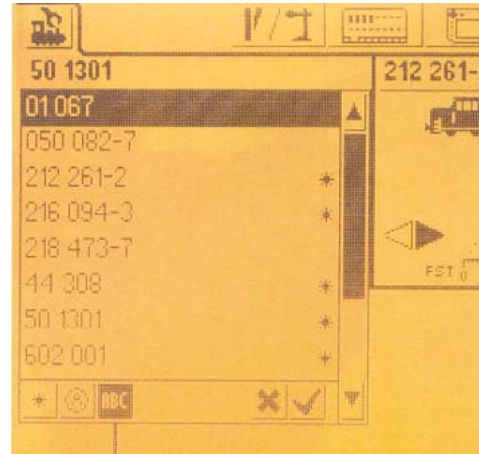 50 1301
212 261-
01 067
050 082-7
212 261-2 *
216 094-3 *
218 473-7
44 308 *
50 1301 *
602 001 *
FST 0
* A ABC